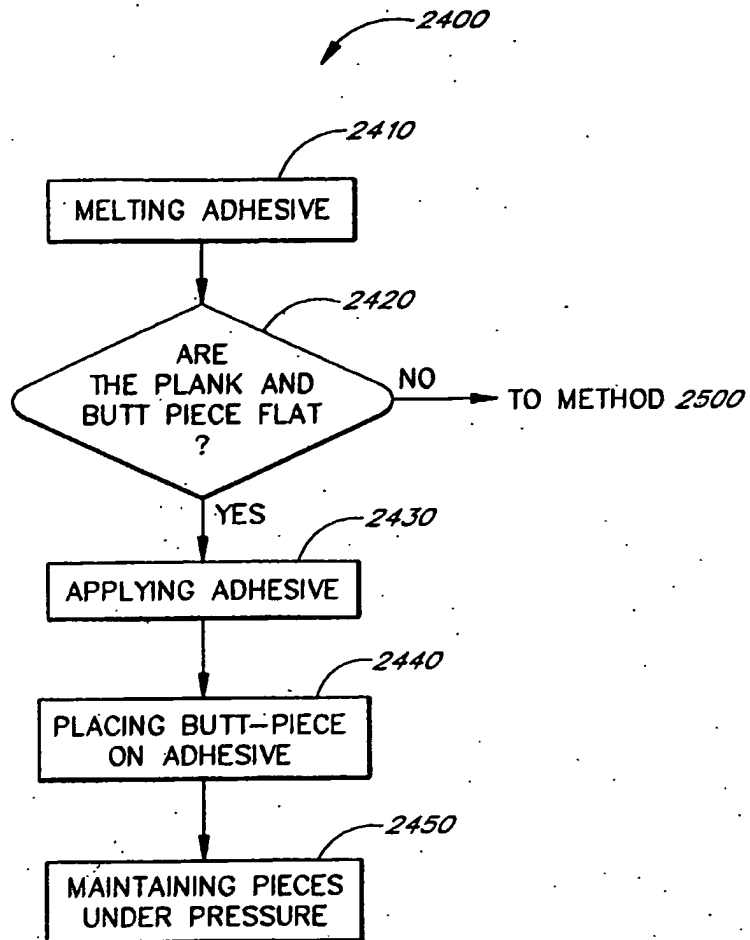 2400
2410
MELTING ADHESIVE
2420
ARE
THE PLANK AND
BUTT PIECE FLAT
?
NO
TO METHOD 2500
YES
2430
APPLYING ADHESIVE
2440
PLACING BUTT-PIECE
ON ADHESIVE
2450
MAINTAINING PIECES
UNDER PRESSURE